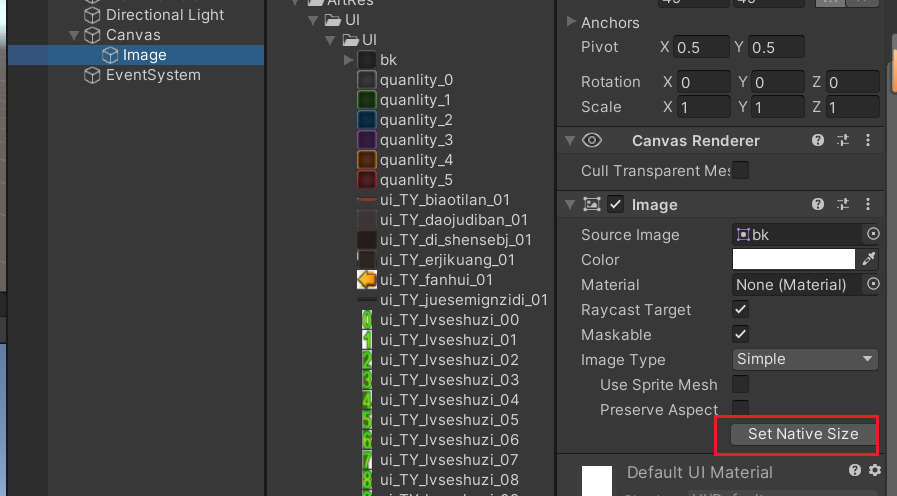 Directional Light
Canvas
Image
EventSystem
ArtRes
UI
UI
bk
quanlity_0
quanlity_1
quanlity_2
quanlity_3
quanlity_4
quanlity_5
ui_TY_biaotilan_01
ui_TY_daojudiban_01
ui_TY_di_shensebj_01
ui_TY_erjikuang_01
ui_TY_fanhui_01
ui_TY_juesemignzidi_01
ui_TY_lvseshuzi_00
ui_TY_lvseshuzi_01
ui_TY_lvseshuzi_02
ui_TY_lvseshuzi_03
ui_TY_lvseshuzi_04
ui_TY_lvseshuzi_05
ui_TY_lvseshuzi_06
ui_TY_lvseshuzi_07
ui_TY_lvseshuzi_08
Anchors
Pivot X 0.5 Y 0.5
Rotation X 0 Y 0 Z 0
Scale X 1 Y 1 Z 1
Canvas Renderer
Cull Transparent Mes
Image
Source Image bk
Color
Material None (Material)
Raycast Target
Maskable
Image Type Simple
Use Sprite Mesh
Preserve Aspect
Set Native Size
Default UI Material